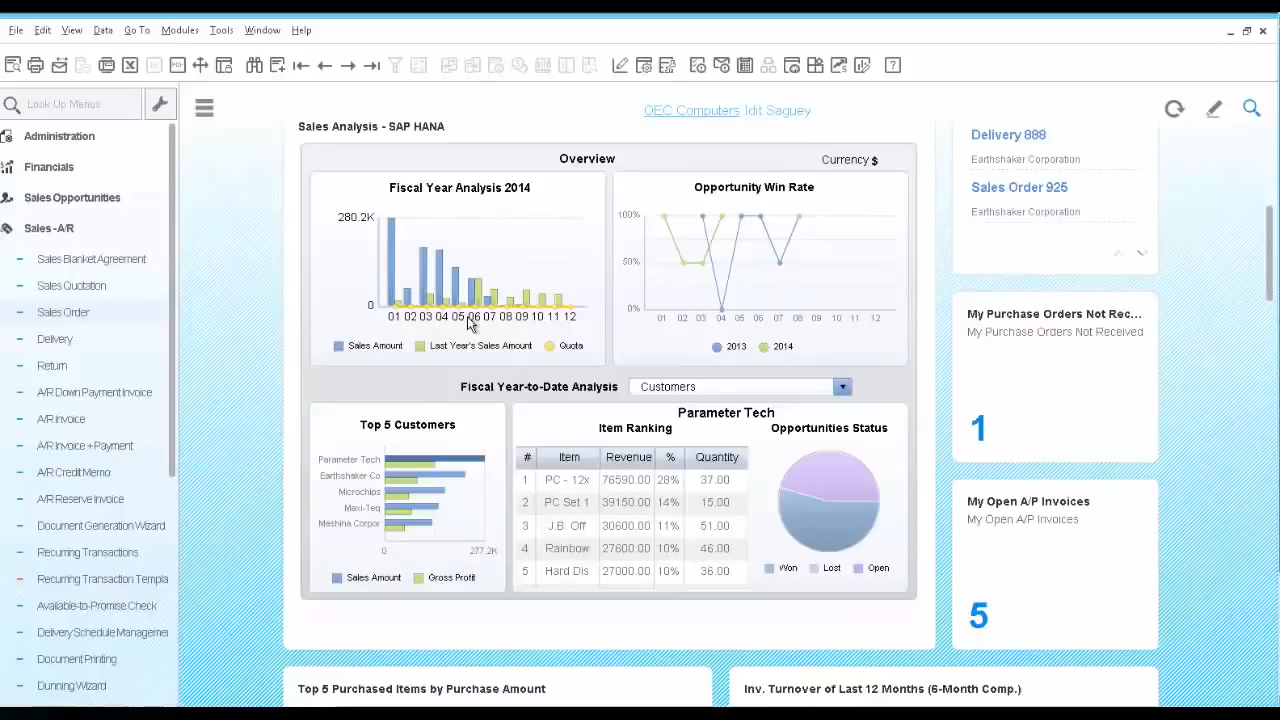 File Edit View Data Go To Modules Tools Window Help
Look Up Menus
OEC Computers Idit Saguey
Administration
Financials
Sales Opportunities
Sales - A/R
Sales Blanket Agreement
Sales Quotation
Sales Order
Delivery
Return
A/R Down Payment Invoice
A/R Invoice
A/R Invoice + Payment
A/R Credit Memo
A/R Reserve Invoice
Document Generation Wizard
Recurring Transactions
Recurring Transaction Templa
Available-to-Promise Check
Delivery Schedule Managemer
Document Printing
Dunning Wizard
Sales Analysis - SAP HANA
Overview
Currency $
Fiscal Year Analysis 2014
280.2K
0
01 02 03 04 05 06 07 08 09 10 11 12
Sales Amount Last Year's Sales Amount Quota
Opportunity Win Rate
100%
50%
0%
01 02 03 04 05 06 07 08 09 10 11 12
2013 2014
Fiscal Year-to-Date Analysis Customers
Top 5 Customers
Parameter Tech
Earthshaker Co
Microchips
Maxi-Teq
Mashina Corpor
0 277.2K
Sales Amount Gross Profit
Parameter Tech
Item Ranking
# Item Revenue % Quantity
1 PC - 12x 76590.00 28% 37.00
2 PC Set 1 39150.00 14% 15.00
3 J.B. Off 30600.00 11% 51.00
4 Rainbow 27600.00 10% 46.00
5 Hard Dis 27000.00 10% 36.00
Opportunities Status
Won Lost Open
Delivery 888
Earthshaker Corporation
Sales Order 925
Earthshaker Corporation
My Purchase Orders Not Rec...
My Purchase Orders Not Received
1
My Open A/P Invoices
My Open A/P Invoices
5
Top 5 Purchased Items by Purchase Amount
Inv. Turnover of Last 12 Months (6-Month Comp.)